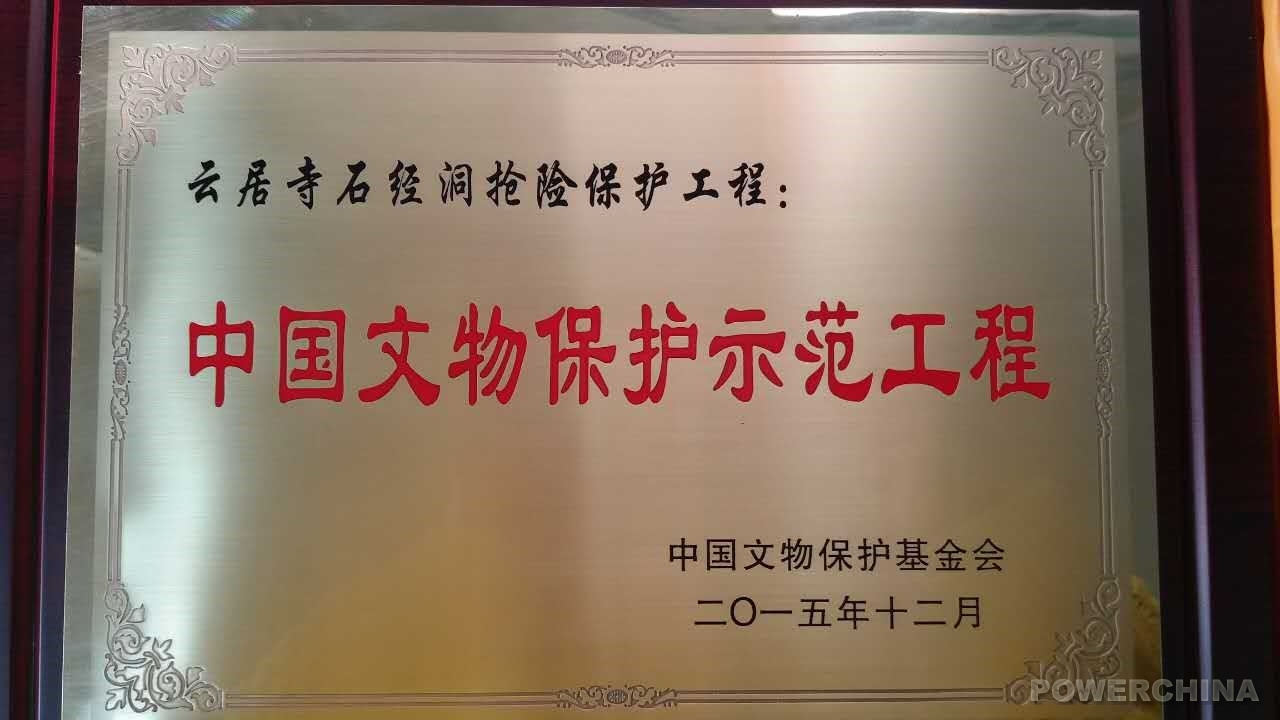 云居寺石经洞抢险保护工程：
中国文物保护示范工程
中国文物保护基金会
二〇一五年十二月
POWERCHINA